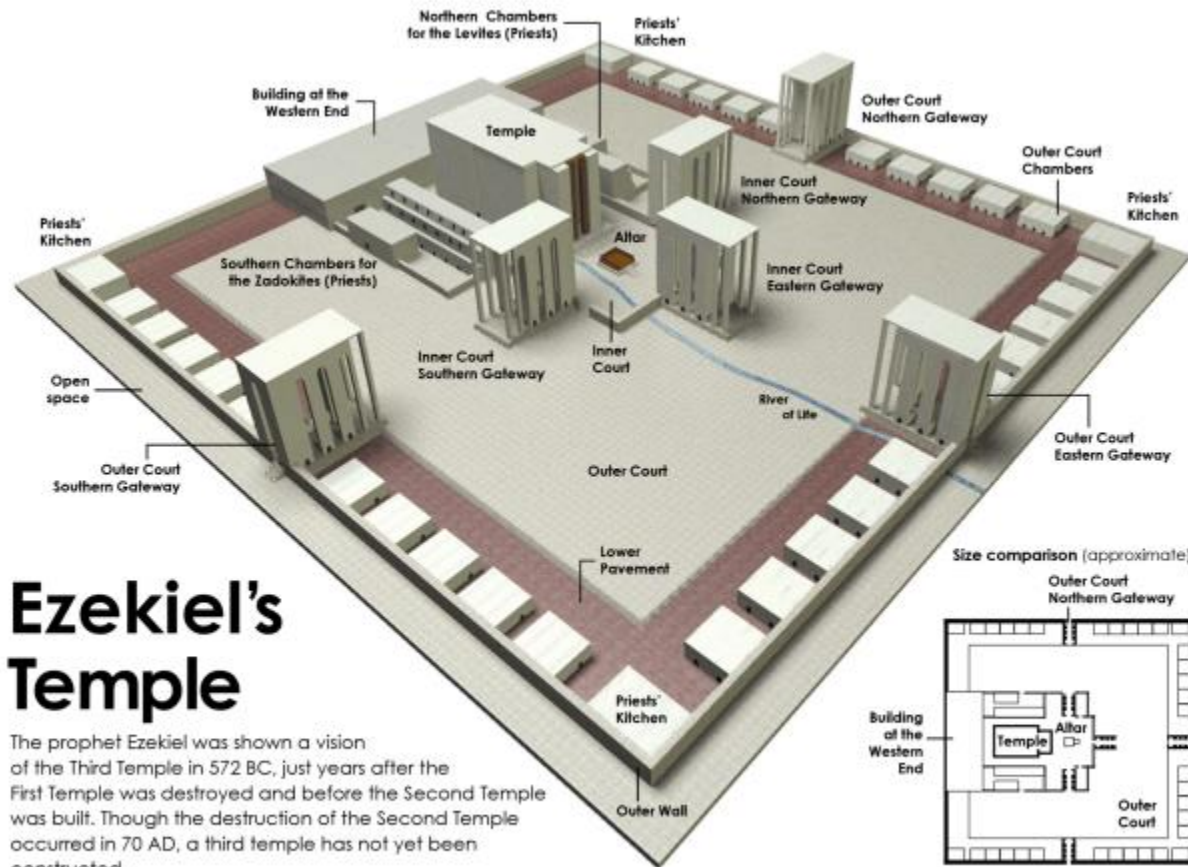 Northern Chambers
for the Levites (Priests)
Priests'
Kitchen
Building at the
Western End
Temple
Outer Court
Northern Gateway
Outer Court
Chambers
Inner Court
Northern Gateway
Priests'
Kitchen
Priests'
Kitchen
Altar
Southern Chambers for
the Zadokites (Priests)
Inner Court
Eastern Gateway
Inner Court
Southern Gateway
Inner
Court
Open
space
River
of Life
Outer Court
Southern Gateway
Outer Court
Eastern Gateway
Outer Court
Lower
Pavement
Priests'
Kitchen
Outer Wall
Ezekiel's
Temple
The prophet Ezekiel was shown a vision
of the Third Temple in 572 BC, just years after the
First Temple was destroyed and before the Second Temple
was built. Though the destruction of the Second Temple
occurred in 70 AD, a third temple has not yet been
constructed
Size comparison (approximate)
Outer Court
Northern Gateway
Building
at the
Western
End
Temple
Altar
Outer
Court